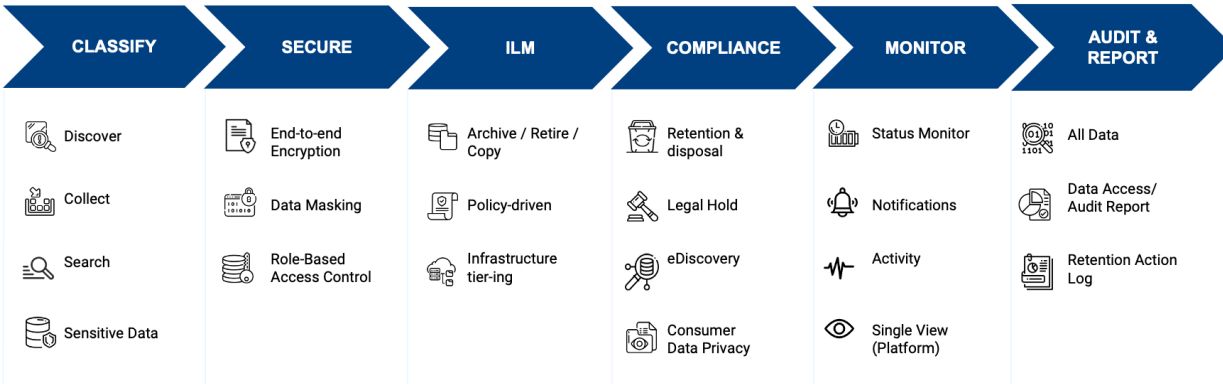 CLASSIFY
Discover
Collect
Search
Sensitive Data
SECURE
End-to-end
Encryption
Data Masking
Role-Based
Access Control
ILM
Archive / Retire /
Copy
Policy-driven
Infrastructure
tier-ing
COMPLIANCE
Retention &
disposal
Legal Hold
eDiscovery
Consumer
Data Privacy
MONITOR
Status Monitor
Notifications
Activity
Single View
(Platform)
AUDIT &
REPORT
All Data
Data Access/
Audit Report
Retention Action
Log